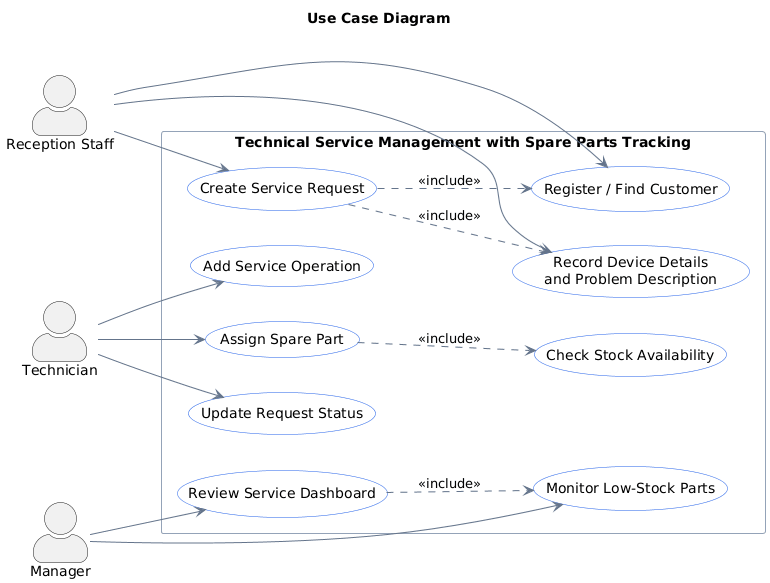 Use Case Diagram
Reception Staff
Technical Service Management with Spare Parts Tracking
Create Service Request
«include»
Register / Find Customer
«include»
Record Device Details
and Problem Description
Add Service Operation
Technician
Assign Spare Part
«include»
Check Stock Availability
Update Request Status
Review Service Dashboard
«include»
Monitor Low-Stock Parts
Manager